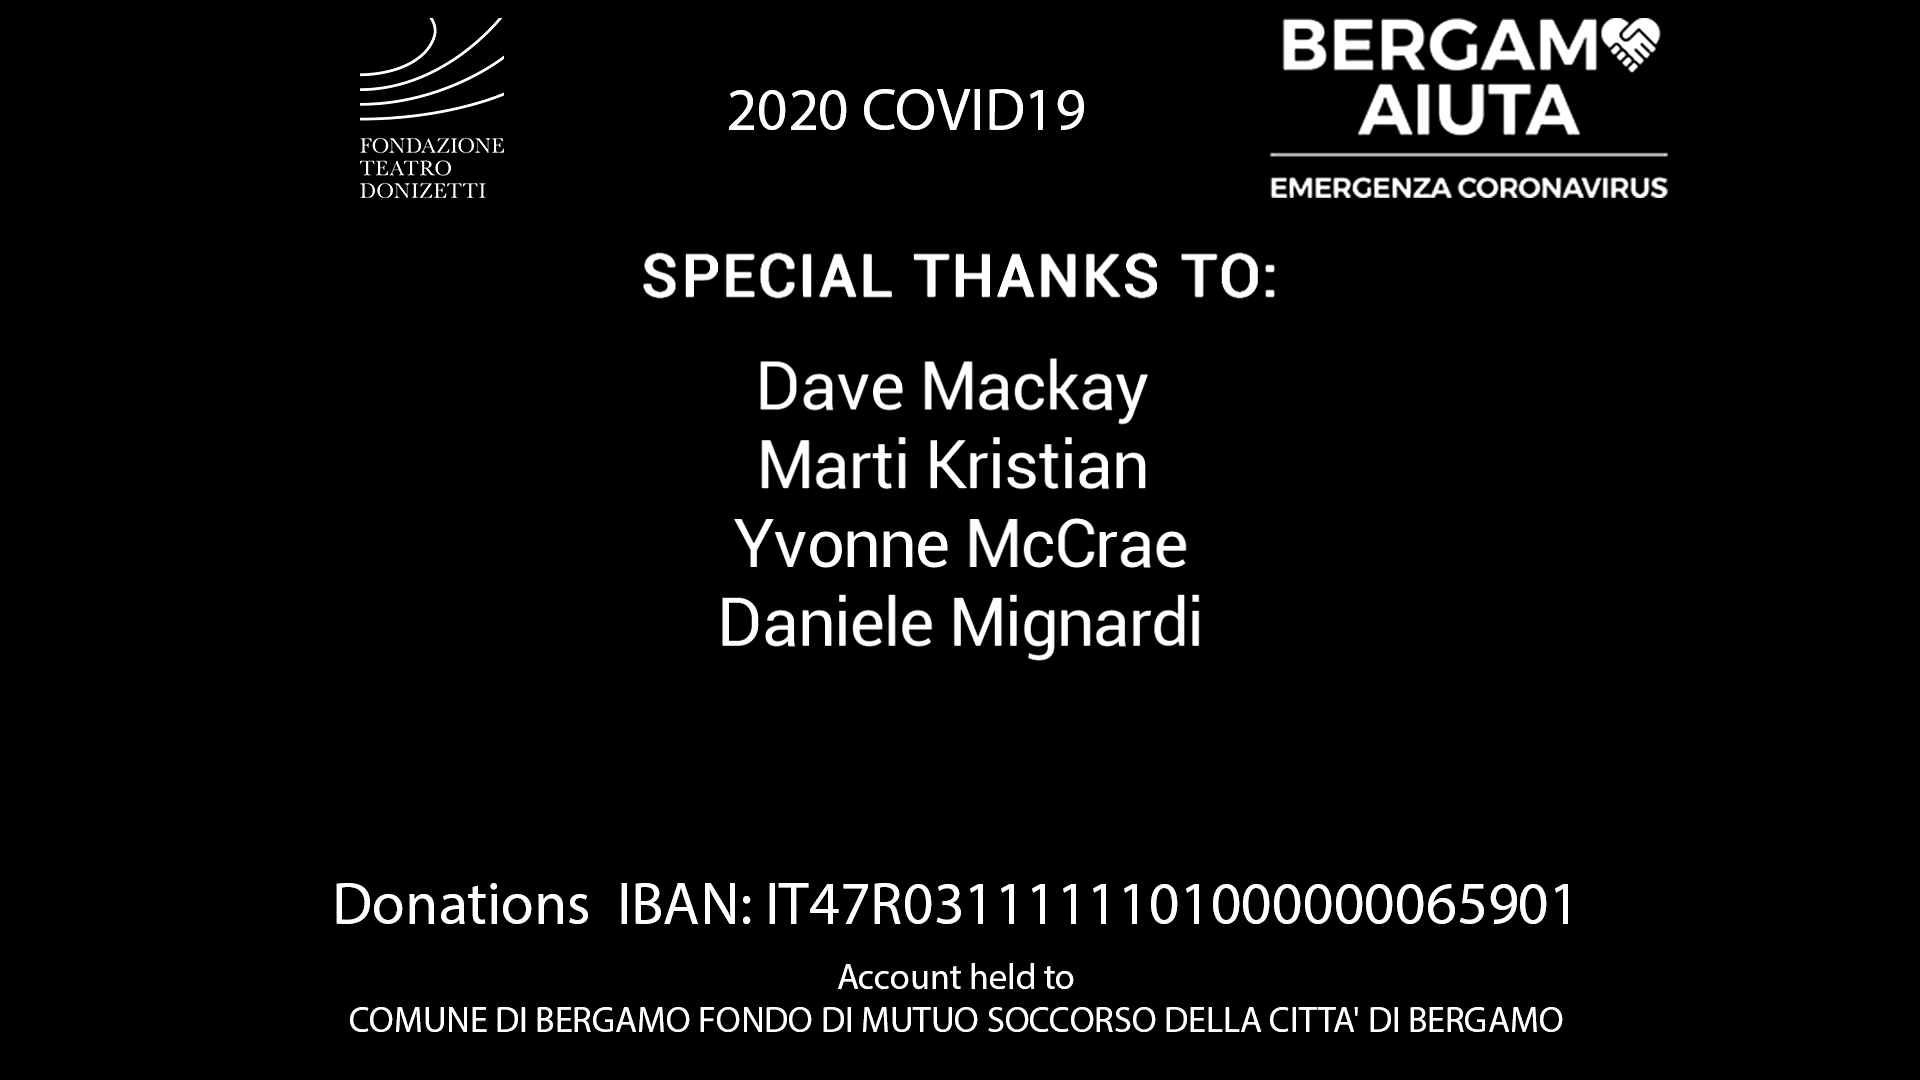 FONDAZIONE
TEATRO
DONIZETTI
2020 COVID19
BERGAMO
AIUTA
EMERGENZA CORONAVIRUS
SPECIAL THANKS TO:
Dave Mackay
Marti Kristian
Yvonne McCrae
Daniele Mignardi
Donations IBAN: IT47R0311111101000000065901
Account held to
COMUNE DI BERGAMO FONDO DI MUTUO SOCCORSO DELLA CITTA' DI BERGAMO